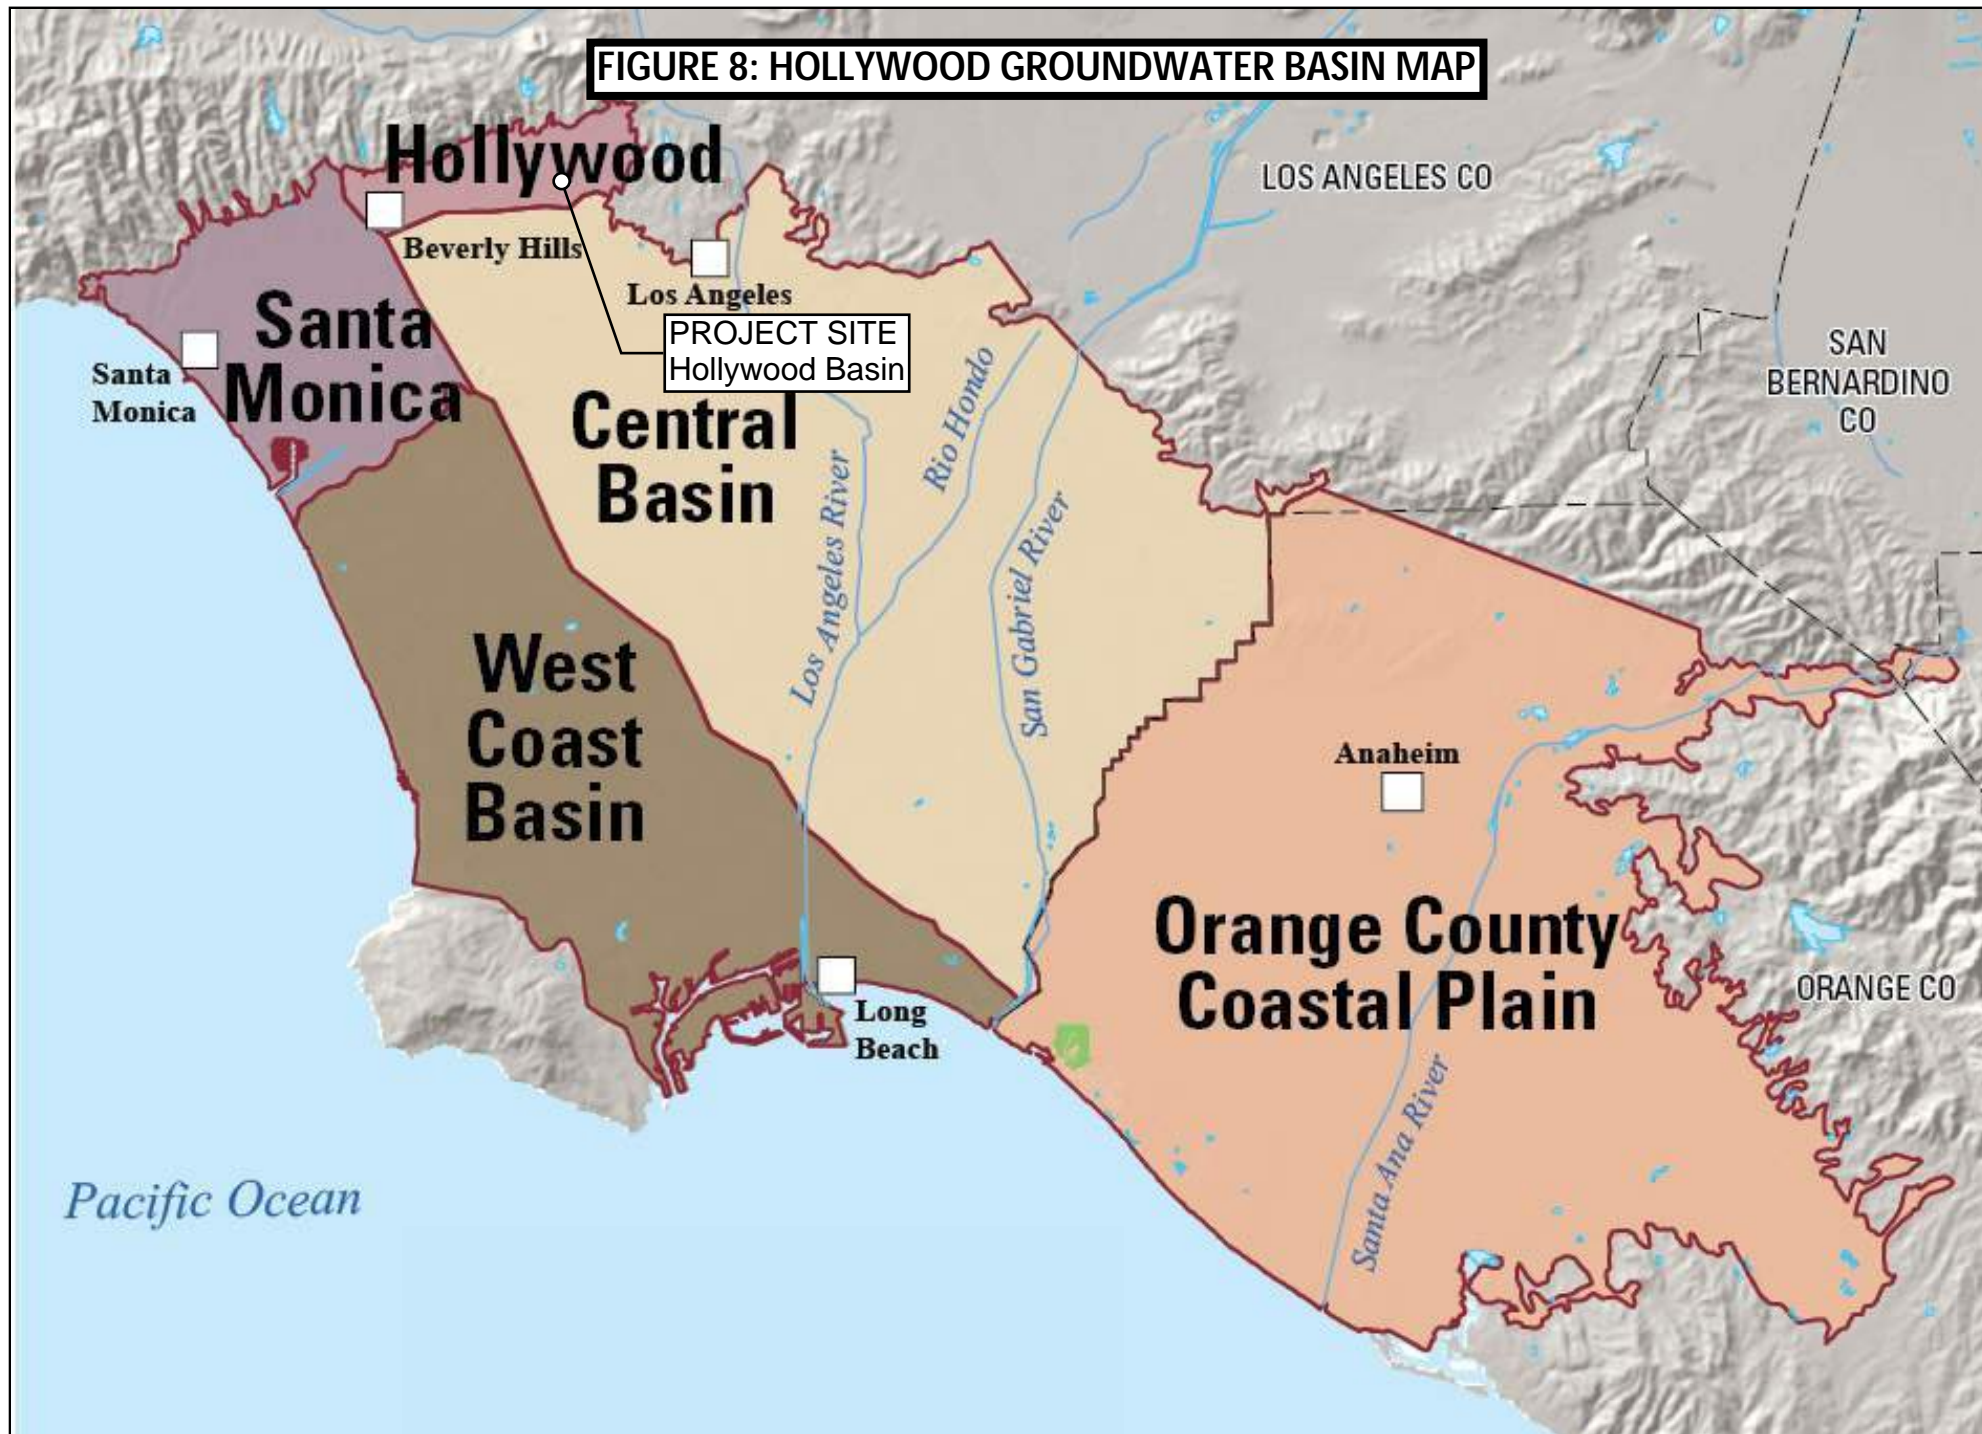 FIGURE 8: HOLLYWOOD GROUNDWATER BASIN MAP
Hollywood
LOS ANGELES CO
Beverly Hills
Los Angeles
Santa
Monica
PROJECT SITE
Hollywood Basin
Santa
Monica
SAN
BERNARDINO
CO
Central
Basin
Rio Hondo
Los Angeles River
San Gabriel River
West
Coast
Basin
Anaheim
Orange County
Coastal Plain
ORANGE CO
Long
Beach
Santa Ana River
Pacific Ocean